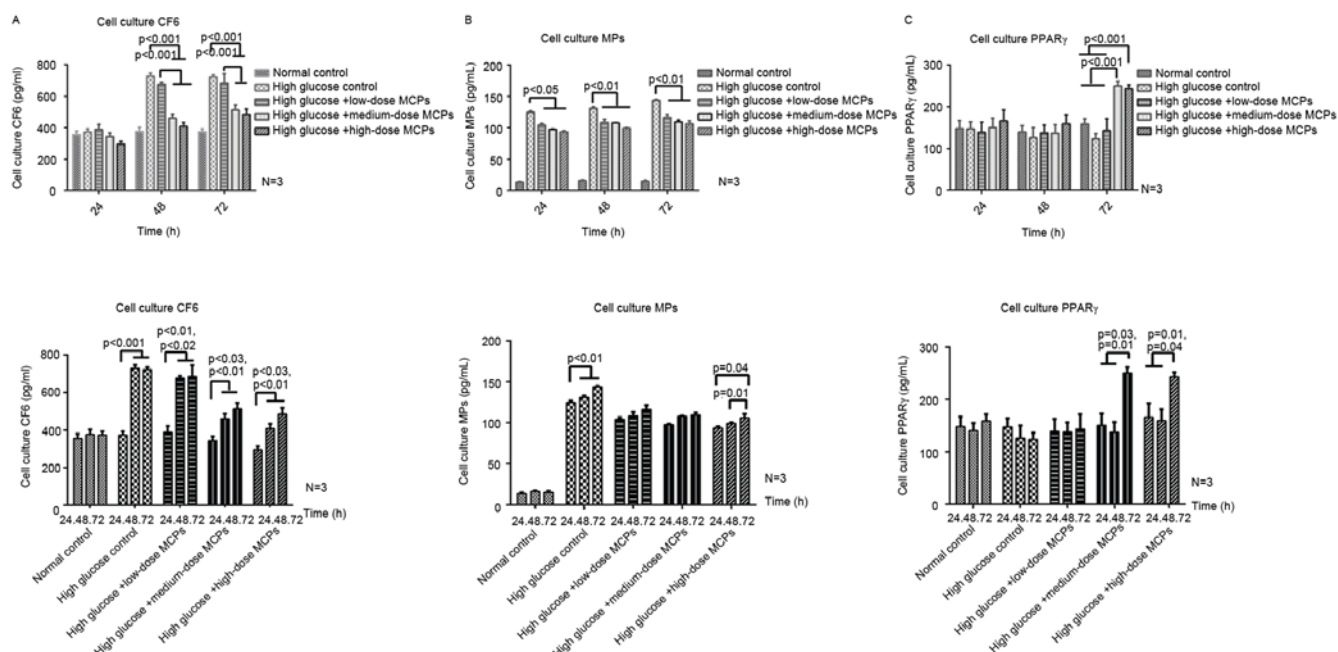 A
Cell culture CF6
p<0.001
p<0.001
p<0.001
p<0.001
Cell culture CF6 (pg/ml)
800
600
400
200
0
24
48
72
Time (h)
Normal control
High glucose control
High glucose +low-dose MCPs
High glucose +medium-dose MCPs
High glucose +high-dose MCPs
N=3
B
Cell culture MPs
p<0.05
p<0.01
p<0.01
Cell culture MPs (pg/mL)
200
150
100
50
0
24
48
72
Time (h)
Normal control
High glucose control
High glucose +low-dose MCPs
High glucose +medium-dose MCPs
High glucose +high-dose MCPs
N=3
C
Cell culture PPARγ
p<0.001
p<0.001
Cell culture PPARγ (pg/mL)
300
200
100
0
24
48
72
Time (h)
Normal control
High glucose control
High glucose +low-dose MCPs
High glucose +medium-dose MCPs
High glucose +high-dose MCPs
N=3
Cell culture CF6
p<0.001
p<0.01,
p<0.02
p<0.03,
p<0.01
p<0.03,
p<0.01
Cell culture CF6 (pg/ml)
800
600
400
200
0
N=3
Time (h)
24.48.72 24.48.72 24.48.72 24.48.72 24.48.72
Normal control
High glucose control
High glucose +low-dose MCPs
High glucose +medium-dose MCPs
High glucose +high-dose MCPs
Cell culture MPs
p<0.01
p=0.04
p=0.01
Cell culture MPs (pg/mL)
200
150
100
50
0
N=3
Time (h)
24.48.72 24.48.72 24.48.72 24.48.72 24.48.72
Normal control
High glucose control
High glucose +low-dose MCPs
High glucose +medium-dose MCPs
High glucose +high-dose MCPs
Cell culture PPARγ
p=0.03,
p=0.01
p=0.01,
p=0.04
Cell culture PPARγ (pg/mL)
300
200
100
0
N=3
Time (h)
24.48.72 24.48.72 24.48.72 24.48.72 24.48.72
Normal control
High glucose control
High glucose +low-dose MCPs
High glucose +medium-dose MCPs
High glucose +high-dose MCPs